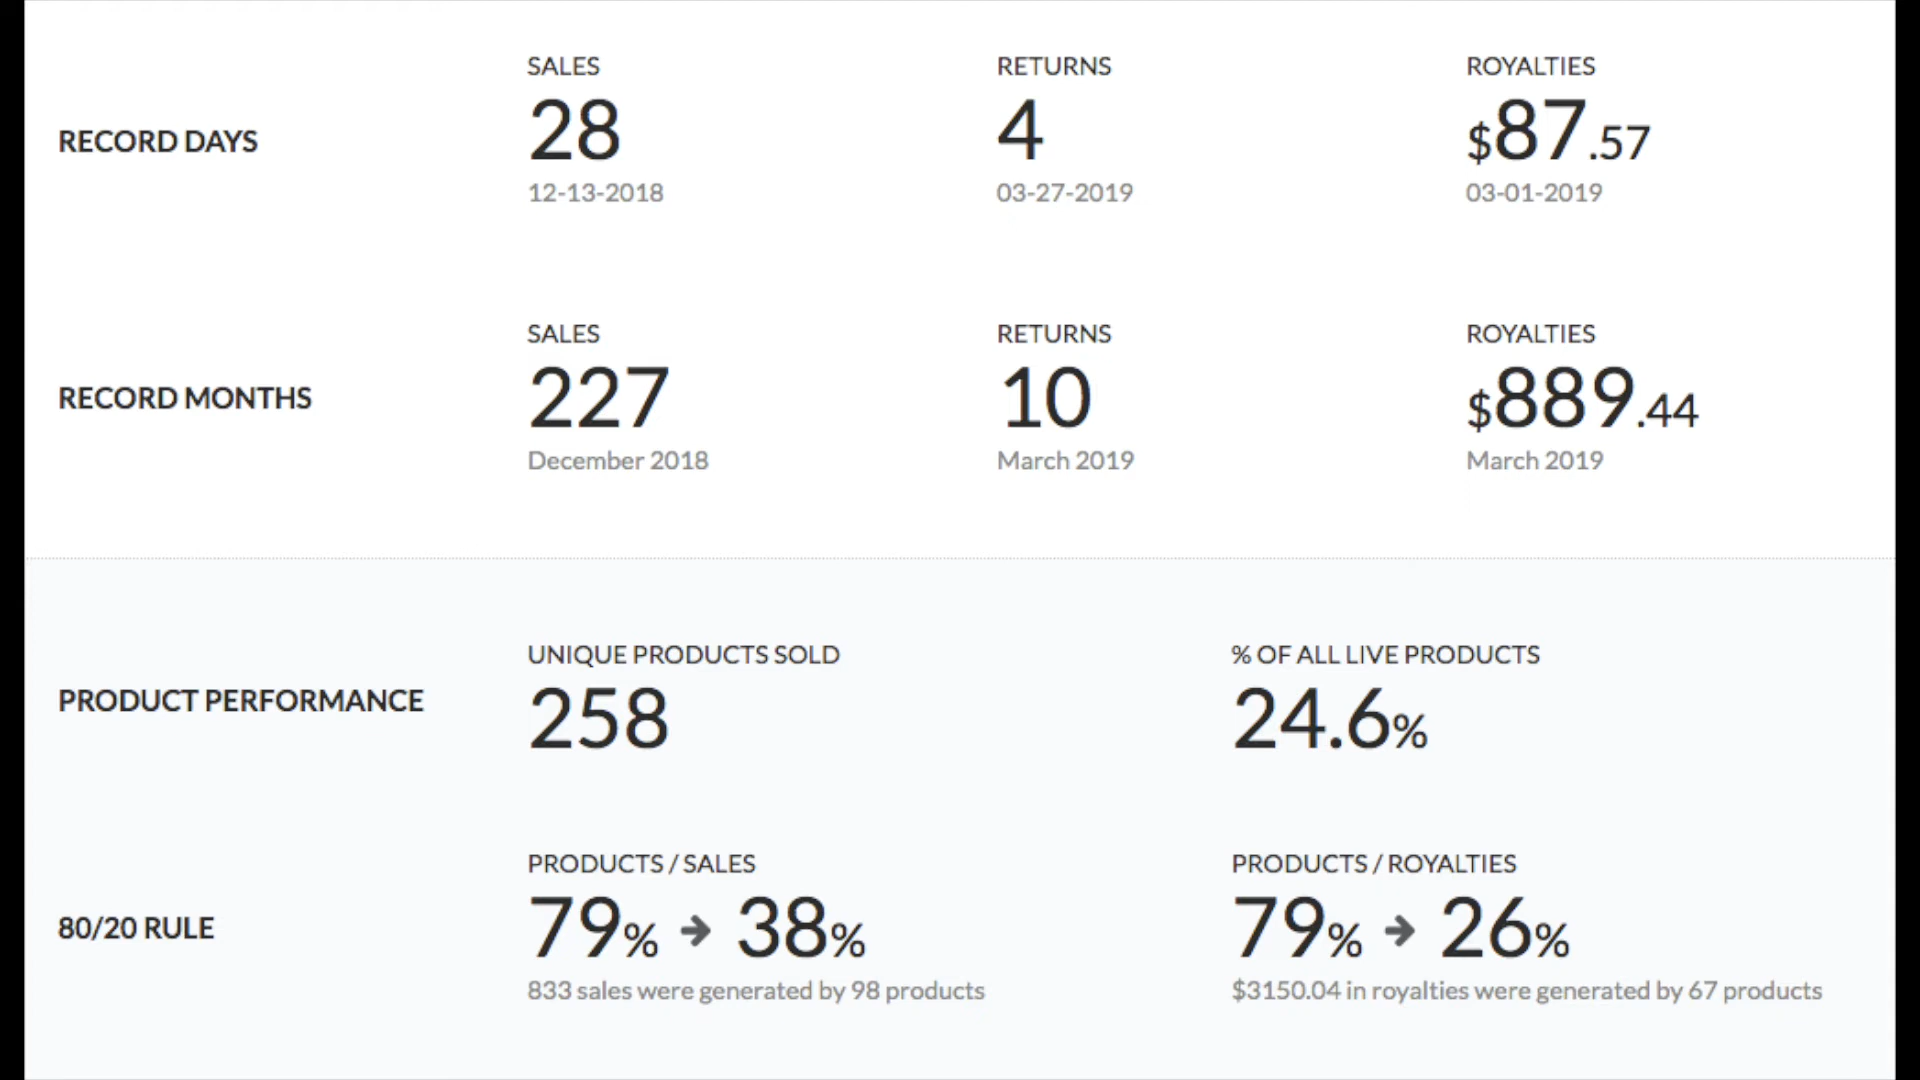 SALES RETURNS ROYALTIES
RECORD DAYS 28 4 $87.57
12-13-2018 03-27-2019 03-01-2019
SALES RETURNS ROYALTIES
RECORD MONTHS 227 10 $889.44
December 2018 March 2019 March 2019
UNIQUE PRODUCTS SOLD % OF ALL LIVE PRODUCTS
PRODUCT PERFORMANCE 258 24.6%
PRODUCTS / SALES PRODUCTS / ROYALTIES
80/20 RULE 79% → 38% 79% → 26%
833 sales were generated by 98 products $3150.04 in royalties were generated by 67 products